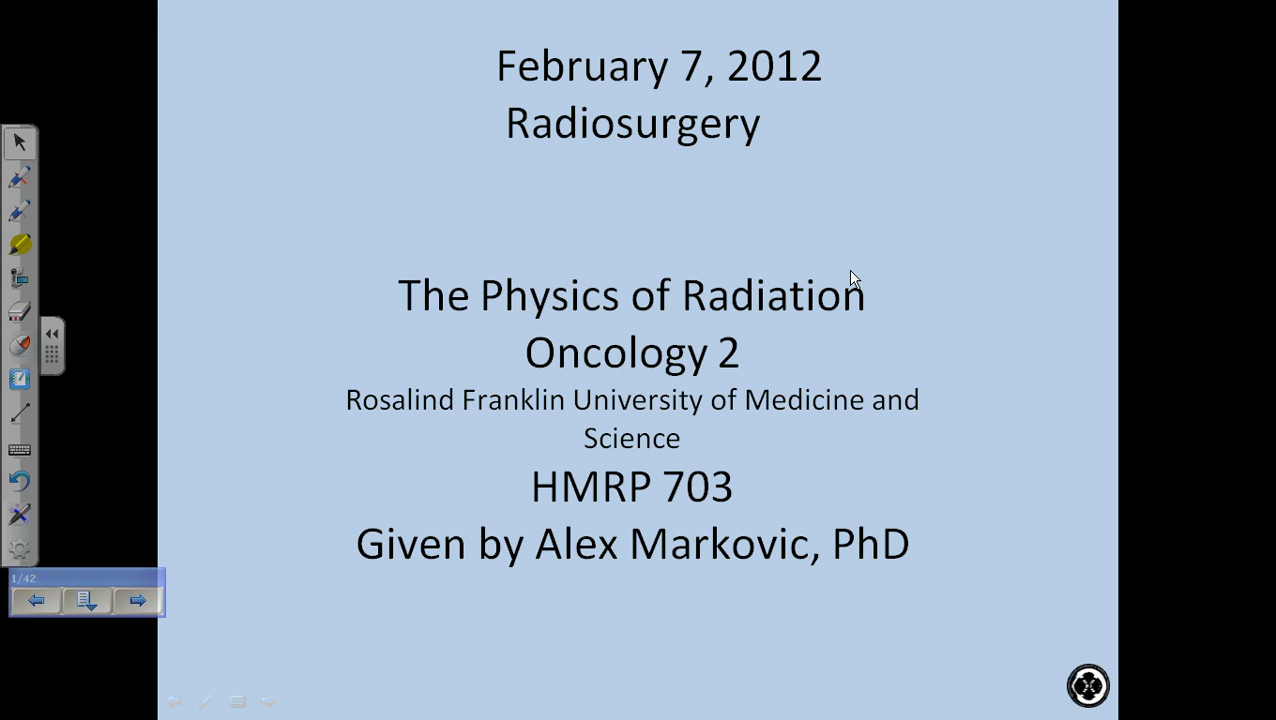 February 7, 2012
Radiosurgery
The Physics of Radiation
Oncology 2
Rosalind Franklin University of Medicine and
Science
HMRP 703
Given by Alex Markovic, PhD
1/42